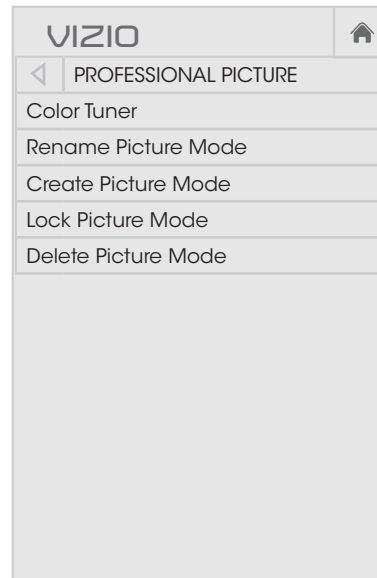 VIZIO
PROFESSIONAL PICTURE
Color Tuner
Rename Picture Mode
Create Picture Mode
Lock Picture Mode
Delete Picture Mode